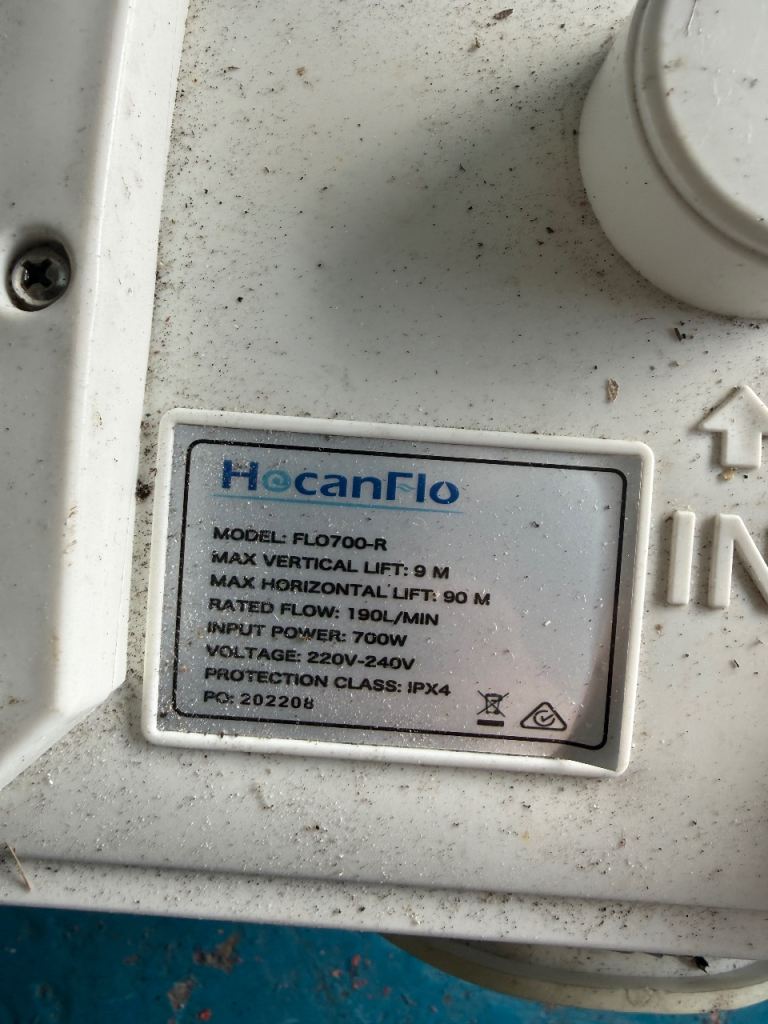 HocanFlo
MODEL: FLO700-R
MAX VERTICAL LIFT: 9 M
MAX HORIZONTAL LIFT: 90 M
RATED FLOW: 190L/MIN
INPUT POWER: 700W
VOLTAGE: 220V-240V
PROTECTION CLASS: IPX4
PO: 202208
IN